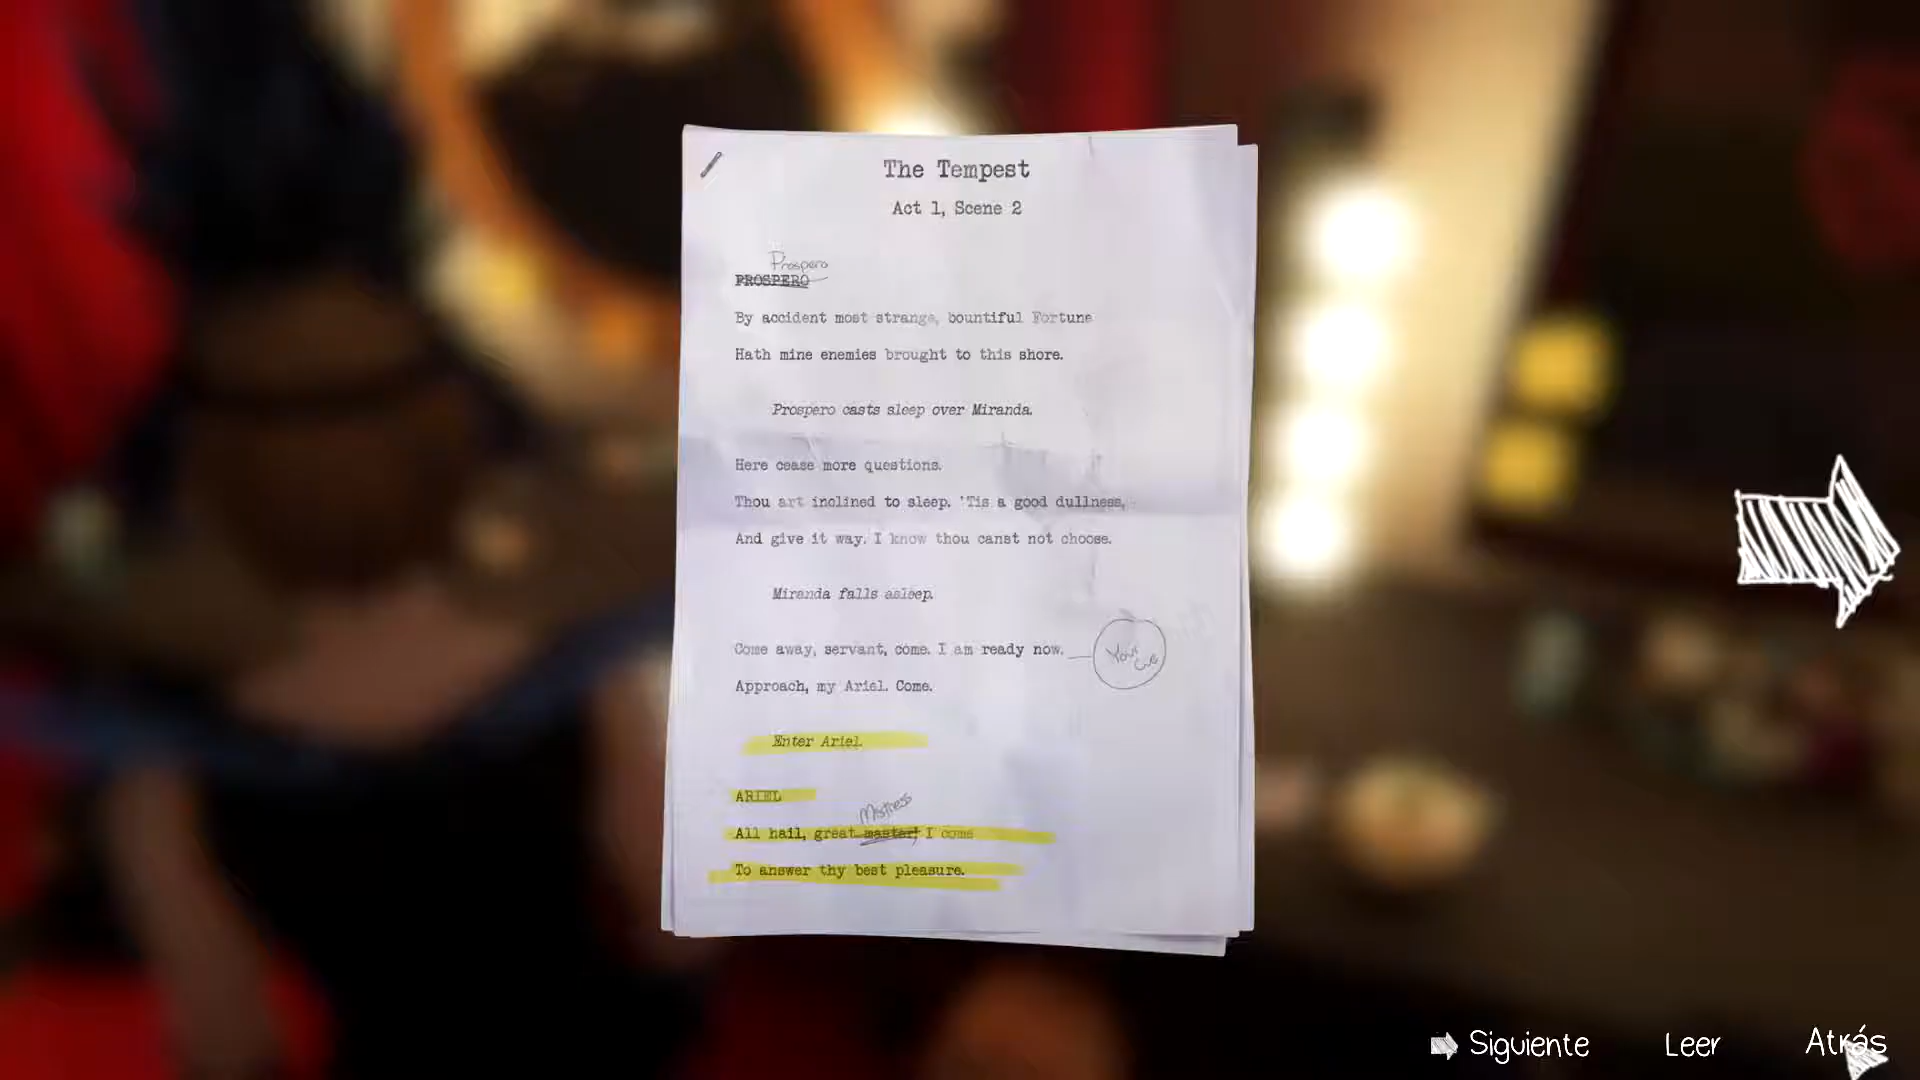 The Tempest
Act 1, Scene 2
Prospero
PROSPERO
By accident most strange, bountiful Fortune
Hath mine enemies brought to this shore.
Prospero casts sleep over Miranda.
Here cease more questions.
Thou art inclined to sleep. 'Tis a good dullness,
And give it way. I know thou canst not choose.
Miranda falls asleep.
Come away, servant, come. I am ready now.
Your
Cue
Approach, my Ariel. Come.
Enter Ariel.
ARIEL
Mistress
All hail, great master, I come
To answer thy best pleasure.
Siguiente Leer Atrás